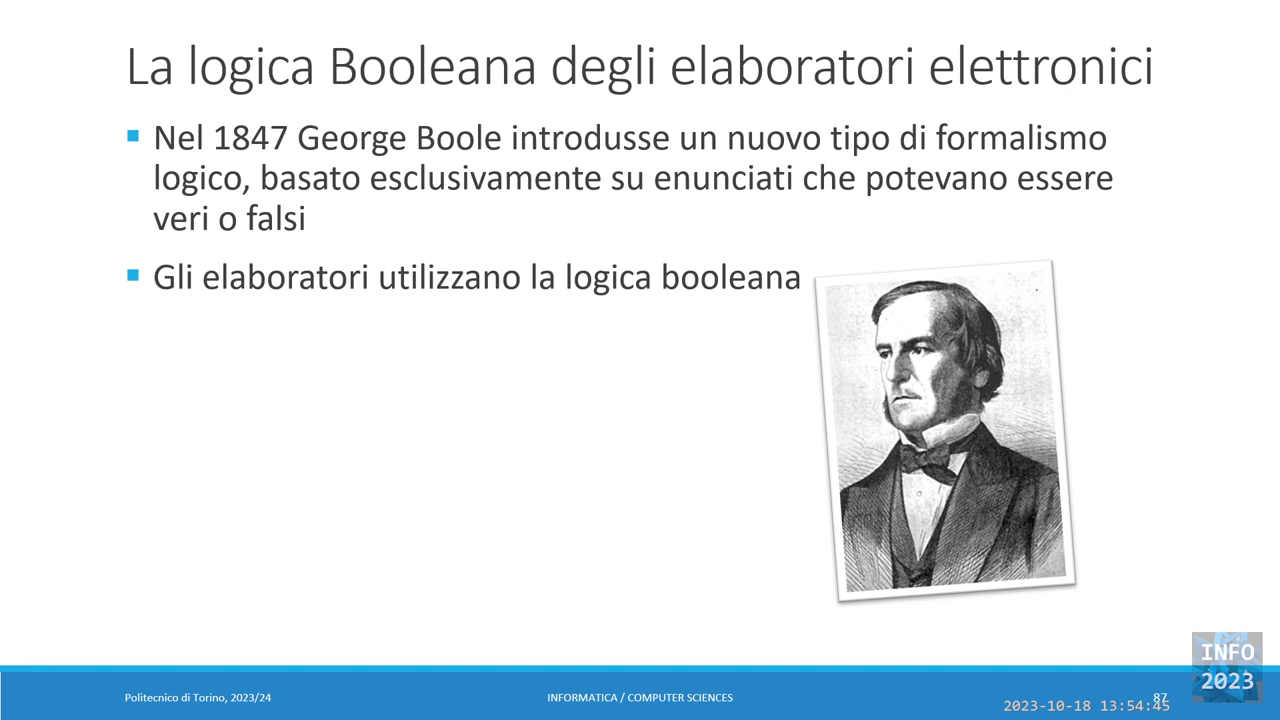 La logica Booleana degli elaboratori elettronici
Nel 1847 George Boole introdusse un nuovo tipo di formalismo
logico, basato esclusivamente su enunciati che potevano essere
veri o falsi
Gli elaboratori utilizzano la logica booleana
INFO
2023
Politecnico di Torino, 2023/24
INFORMATICA / COMPUTER SCIENCES
87
2023-10-18 13:54:45